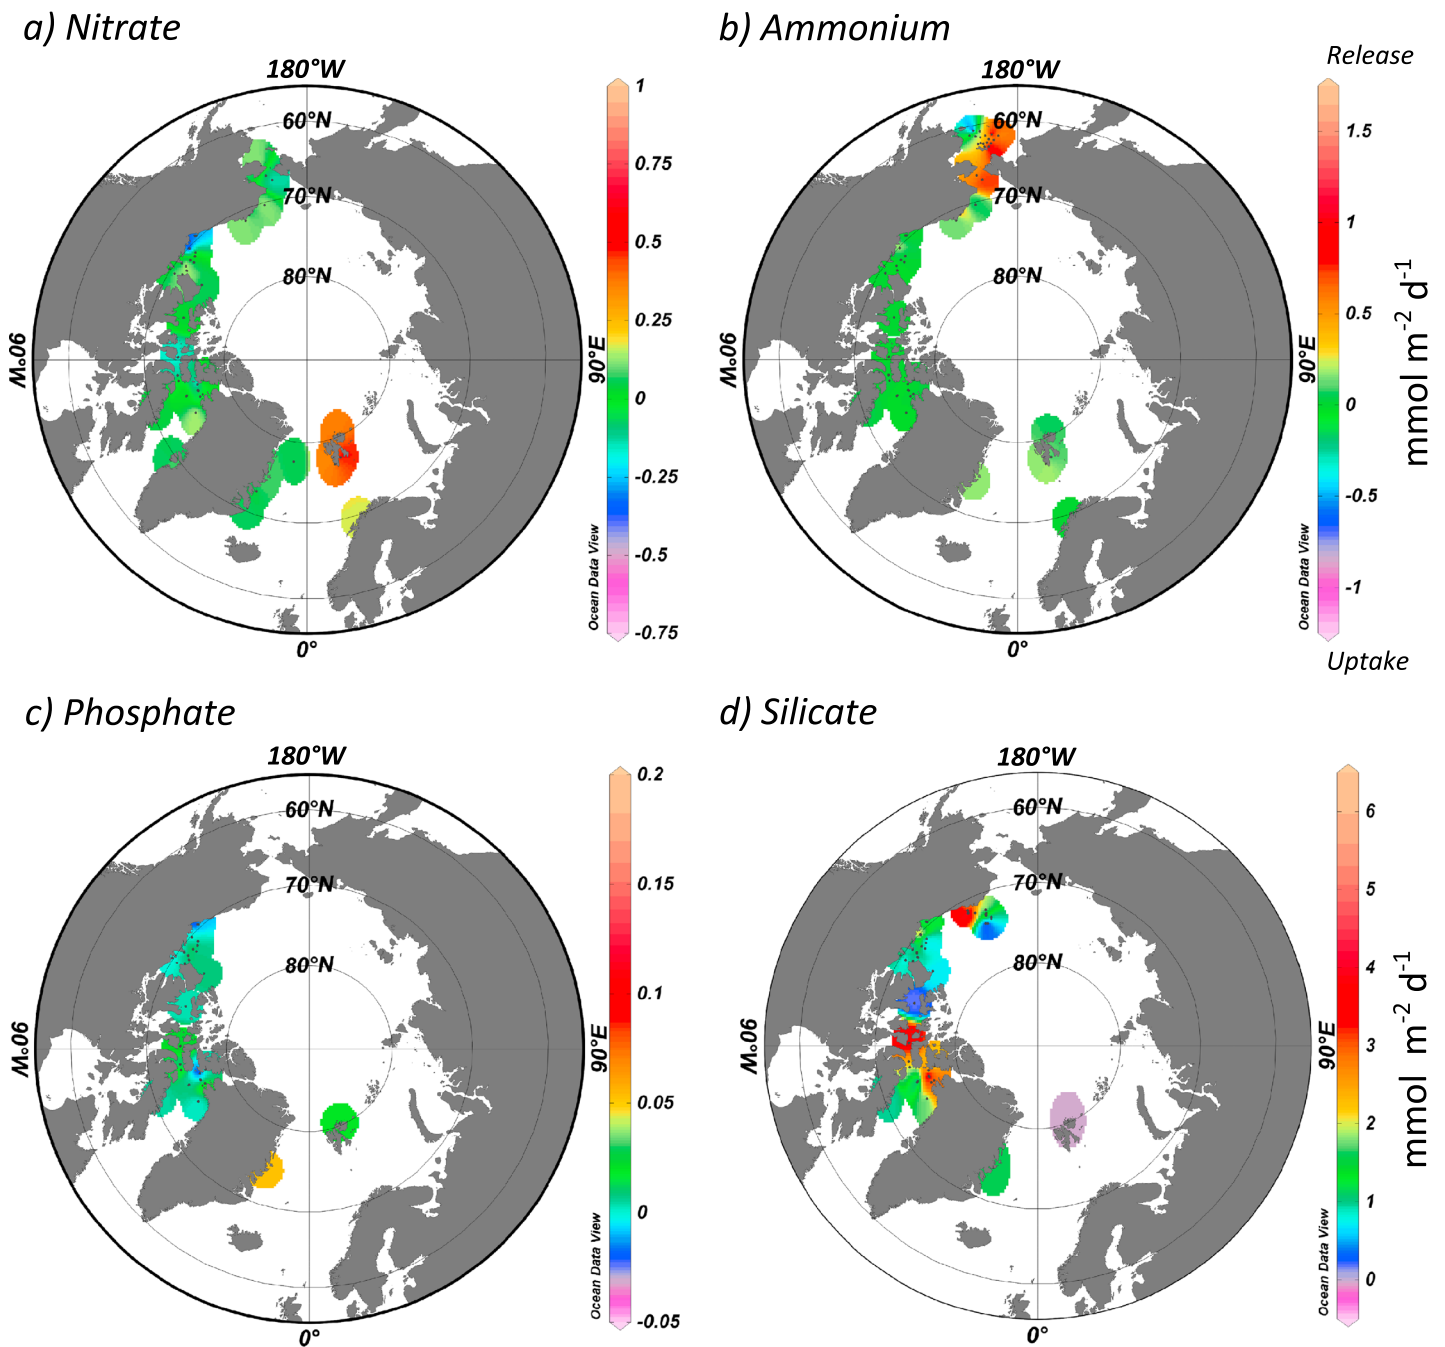 a) Nitrate
180°W
60°N
70°N
80°N
90°W
90°E
0°
1
0.75
0.5
0.25
0
-0.25
-0.5
-0.75
Ocean Data View
b) Ammonium
Release
180°W
60°N
70°N
80°N
90°W
90°E
0°
1.5
1
0.5
0
-0.5
-1
Ocean Data View
mmol m-2 d-1
Uptake
c) Phosphate
180°W
60°N
70°N
80°N
90°W
90°E
0°
0.2
0.15
0.1
0.05
0
-0.05
Ocean Data View
d) Silicate
180°W
60°N
70°N
80°N
90°W
90°E
0°
6
5
4
3
2
1
0
Ocean Data View
mmol m-2 d-1